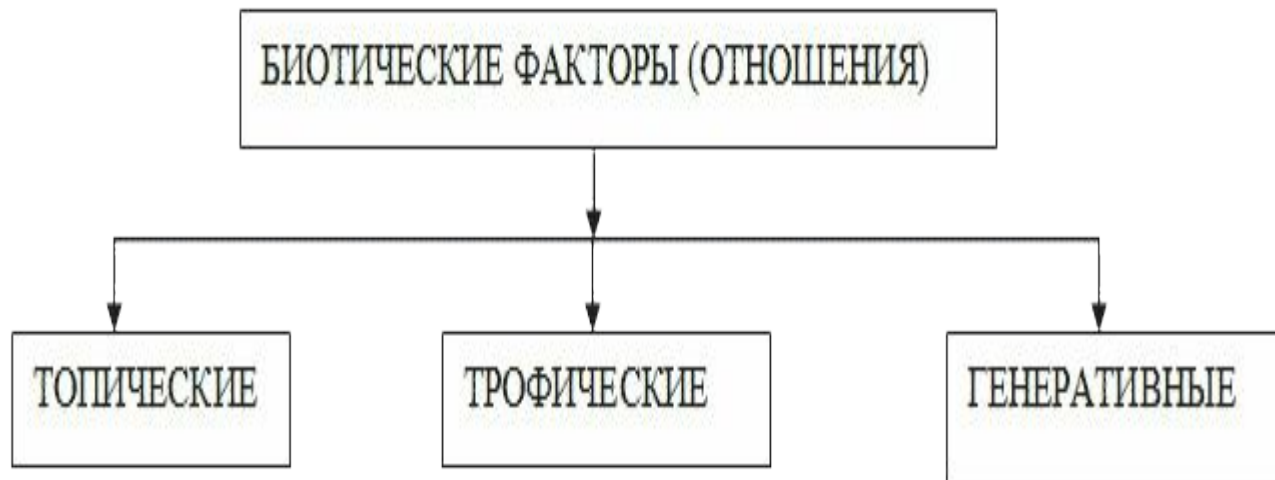 БИОТИЧЕСКИЕ ФАКТОРЫ (ОТНОШЕНИЯ)
ТОПИЧЕСКИЕ
ТРОФИЧЕСКИЕ
ГЕНЕРАТИВНЫЕ